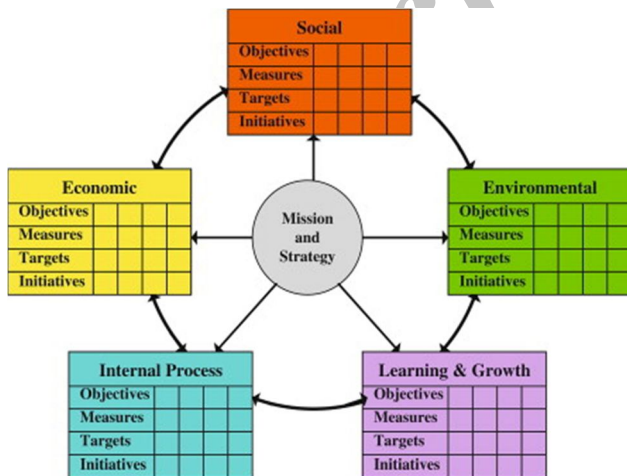 Social
Objectives
Measures
Targets
Initiatives
Economic
Objectives
Measures
Targets
Initiatives
Mission
and
Strategy
Environmental
Objectives
Measures
Targets
Initiatives
Internal Process
Objectives
Measures
Targets
Initiatives
Learning & Growth
Objectives
Measures
Targets
Initiatives